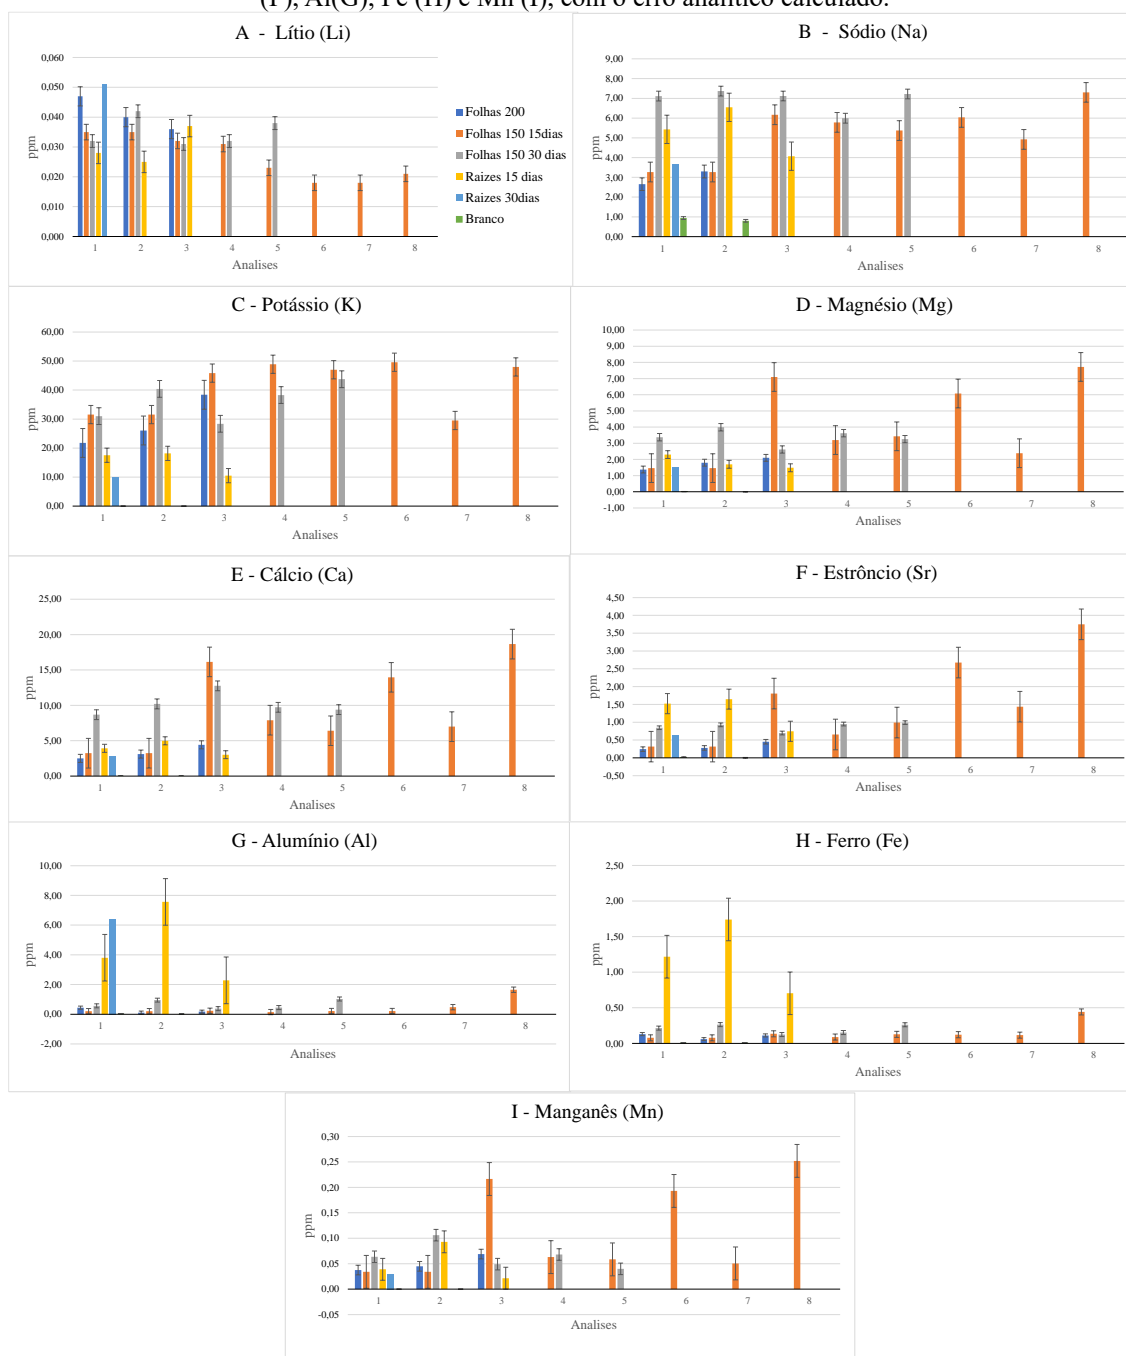 (F), Al(G), Fe (H) e Mn (I), com o erro analítico calculado.
A - Lítio (Li)
0,060
0,050
0,040
0,030
0,020
0,010
0,000
ppm
1 2 3 4 5 6 7 8
Analises
Folhas 200
Folhas 150 15dias
Folhas 150 30 dias
Raizes 15 dias
Raizes 30dias
Branco
B - Sódio (Na)
9,00
8,00
7,00
6,00
5,00
4,00
3,00
2,00
1,00
0,00
ppm
1 2 3 4 5 6 7 8
Analises
C - Potássio (K)
60,00
50,00
40,00
30,00
20,00
10,00
0,00
ppm
1 2 3 4 5 6 7 8
Analises
D - Magnésio (Mg)
10,00
9,00
8,00
7,00
6,00
5,00
4,00
3,00
2,00
1,00
0,00
-1,00
ppm
1 2 3 4 5 6 7 8
Analises
E - Cálcio (Ca)
25,00
20,00
15,00
10,00
5,00
0,00
ppm
1 2 3 4 5 6 7 8
Analises
F - Estrôncio (Sr)
4,50
4,00
3,50
3,00
2,50
2,00
1,50
1,00
0,50
0,00
-0,50
ppm
1 2 3 4 5 6 7 8
Analises
G - Alumínio (Al)
10,00
8,00
6,00
4,00
2,00
0,00
-2,00
ppm
1 2 3 4 5 6 7 8
Analises
H - Ferro (Fe)
2,50
2,00
1,50
1,00
0,50
0,00
ppm
1 2 3 4 5 6 7 8
Analises
I - Manganês (Mn)
0,30
0,25
0,20
0,15
0,10
0,05
0,00
-0,05
ppm
1 2 3 4 5 6 7 8
Analises